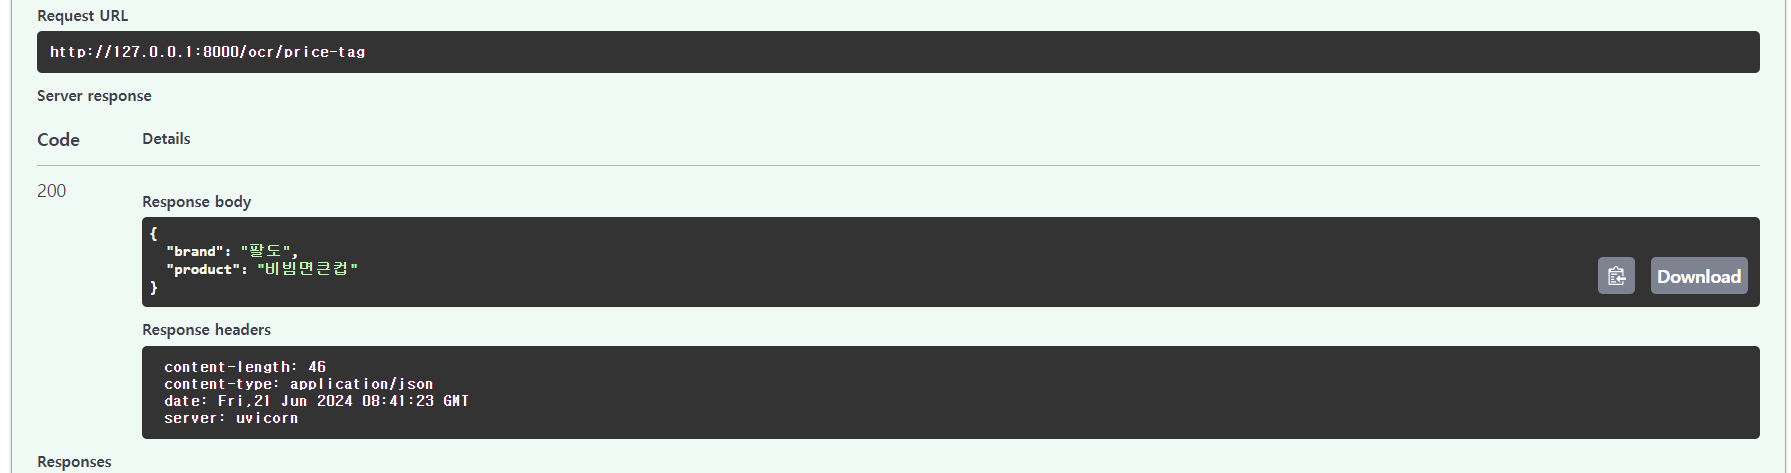 Request URL
http://127.0.0.1:8000/ocr/price-tag
Server response
Code Details
200
Response body
{
"brand": "팔도",
"product": "비빔면큰컵"
}
Download
Response headers
content-length: 46
content-type: application/json
date: Fri,21 Jun 2024 08:41:23 GMT
server: uvicorn
Responses